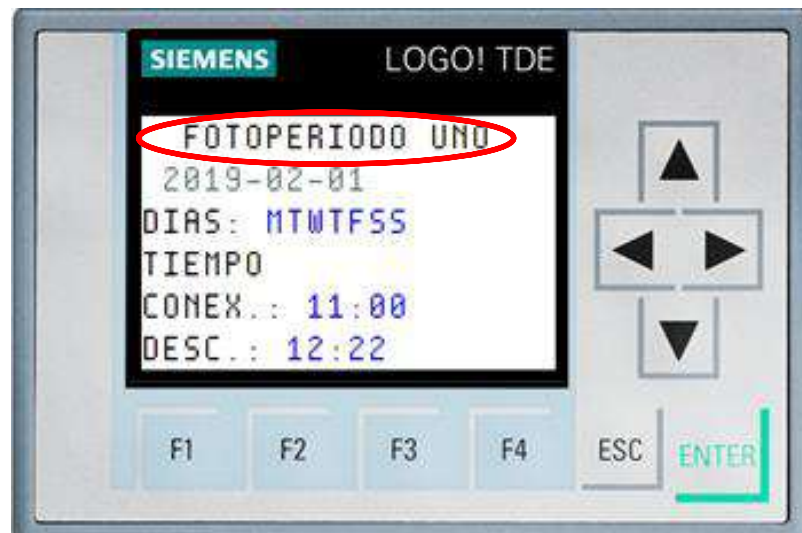 SIEMENS LOGO! TDE
FOTOPERIODO UNO
2019-02-01
DIAS: MTWTFSS
TIEMPO
CONEX.: 11:00
DESC.: 12:22
F1 F2 F3 F4 ESC ENTER